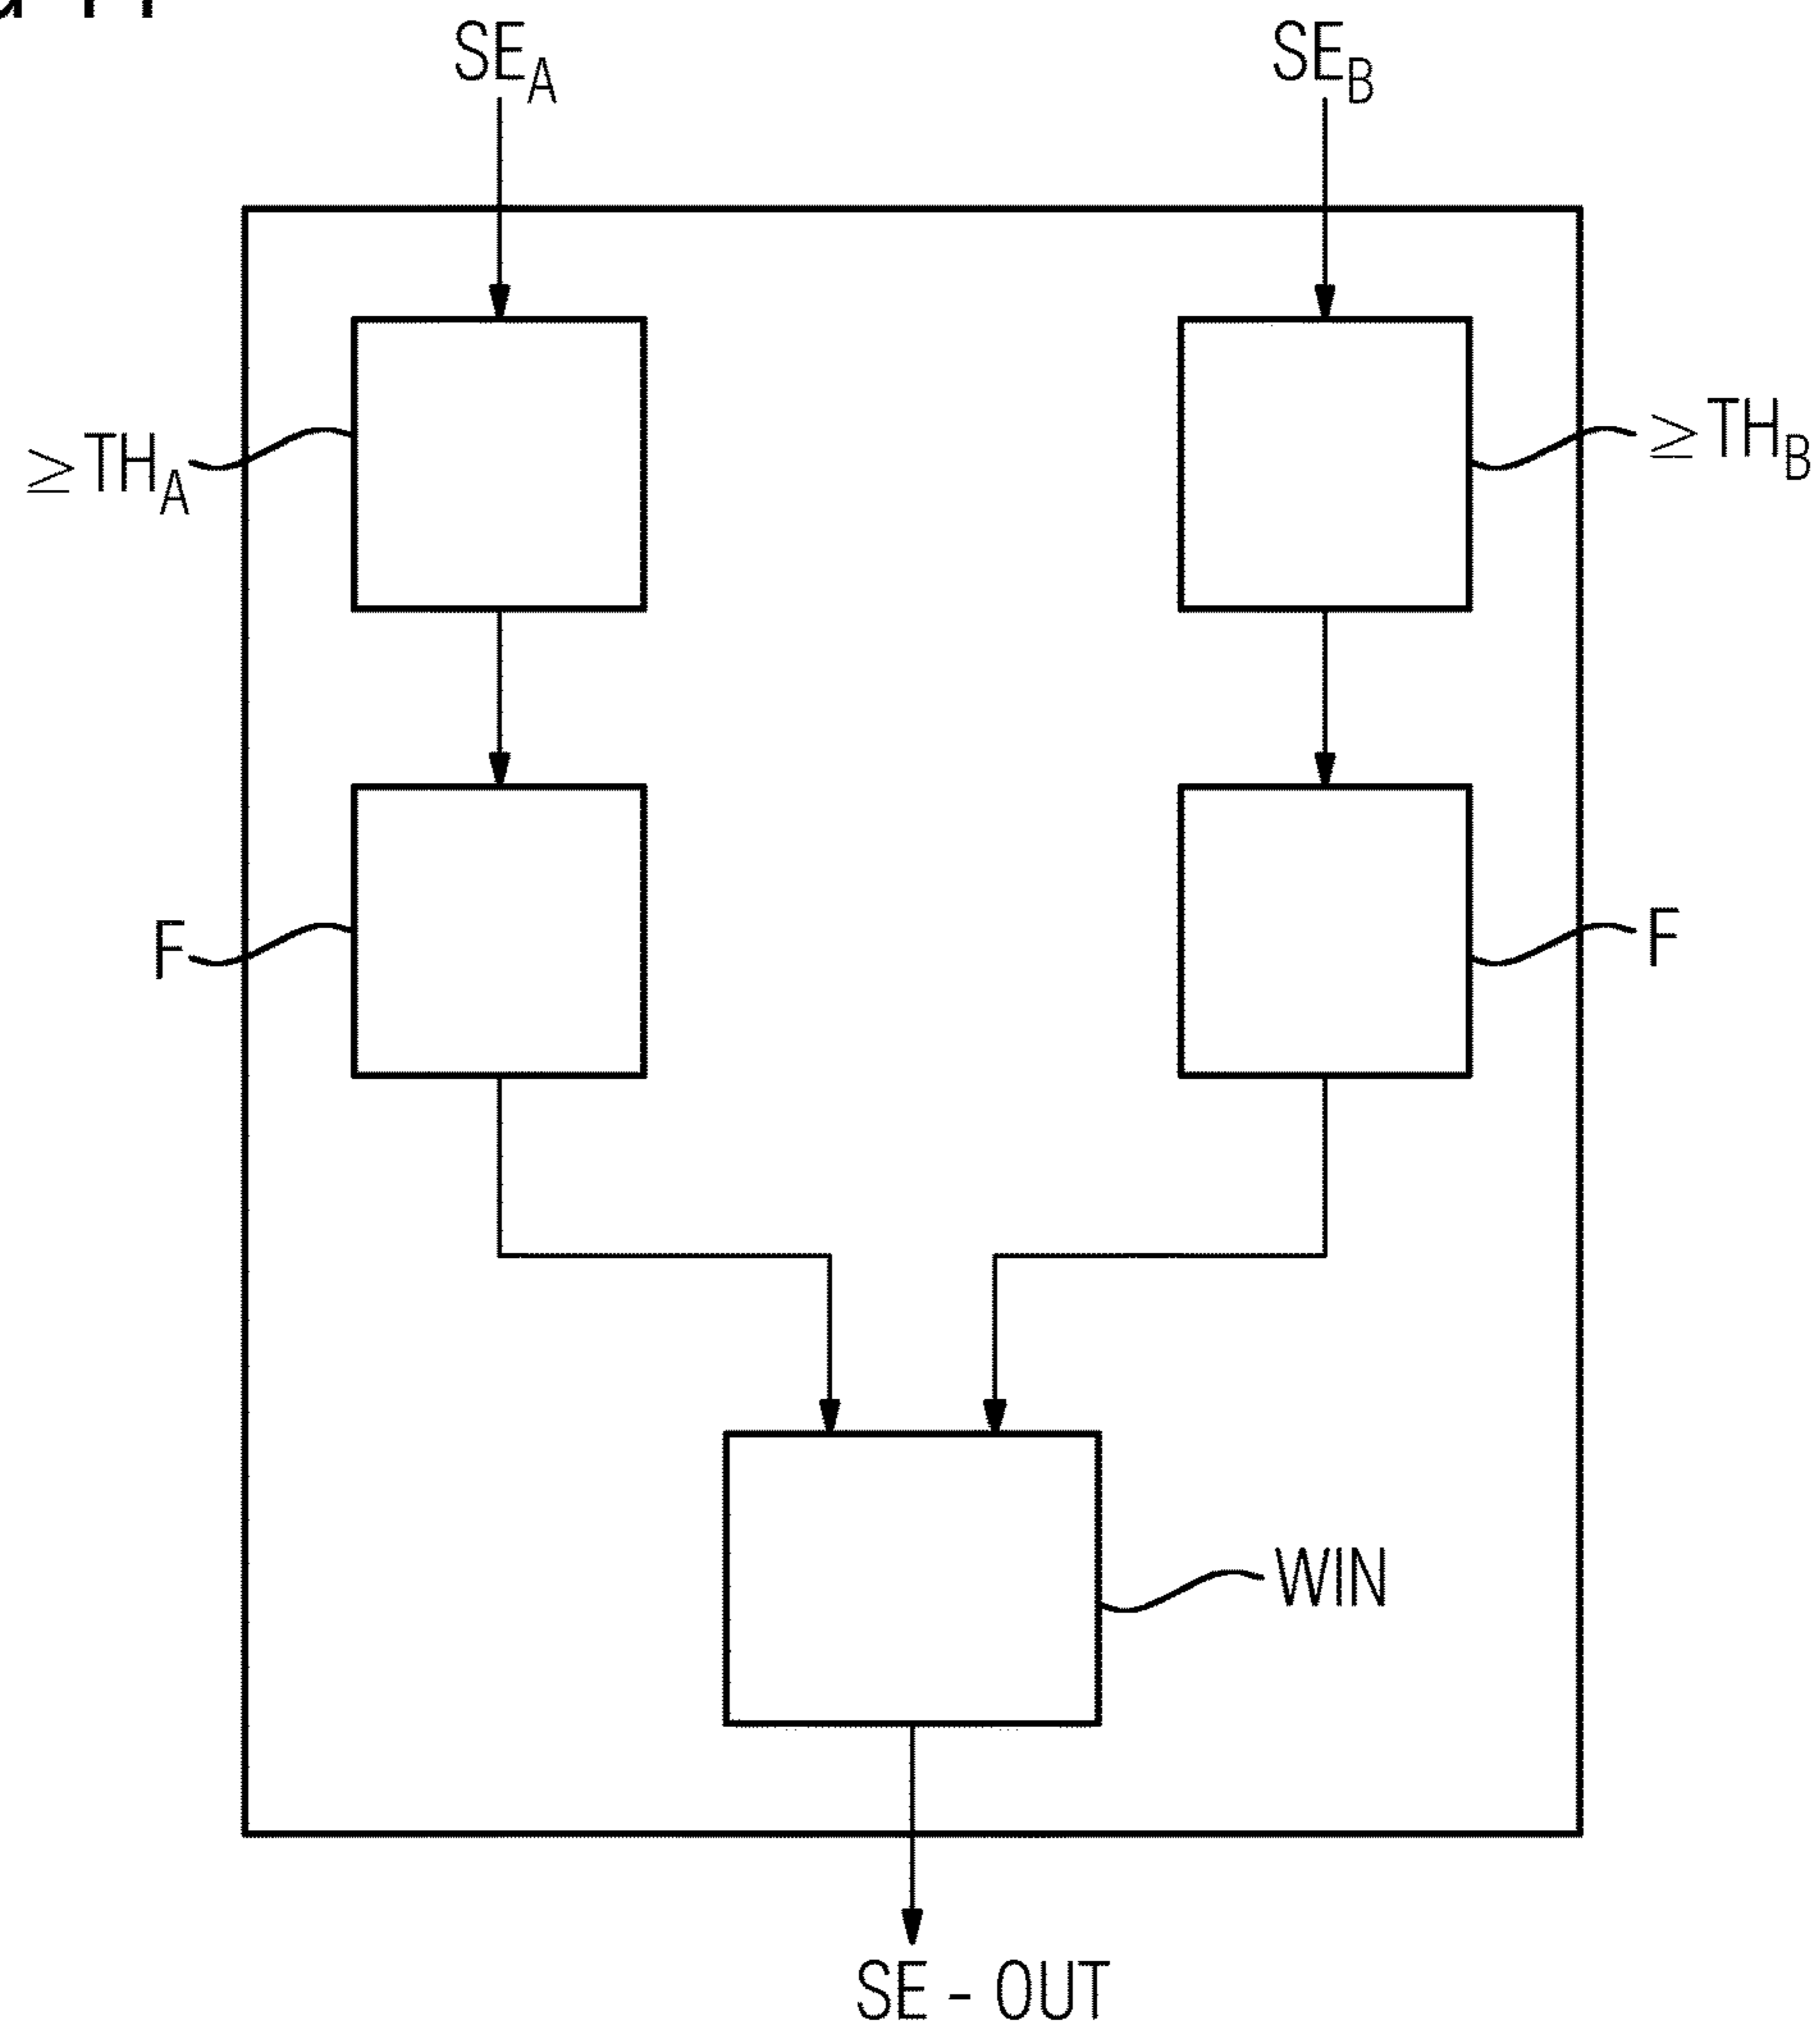 SE_A
SE_B
≥TH_A
≥TH_B
F
F
WIN
SE - OUT